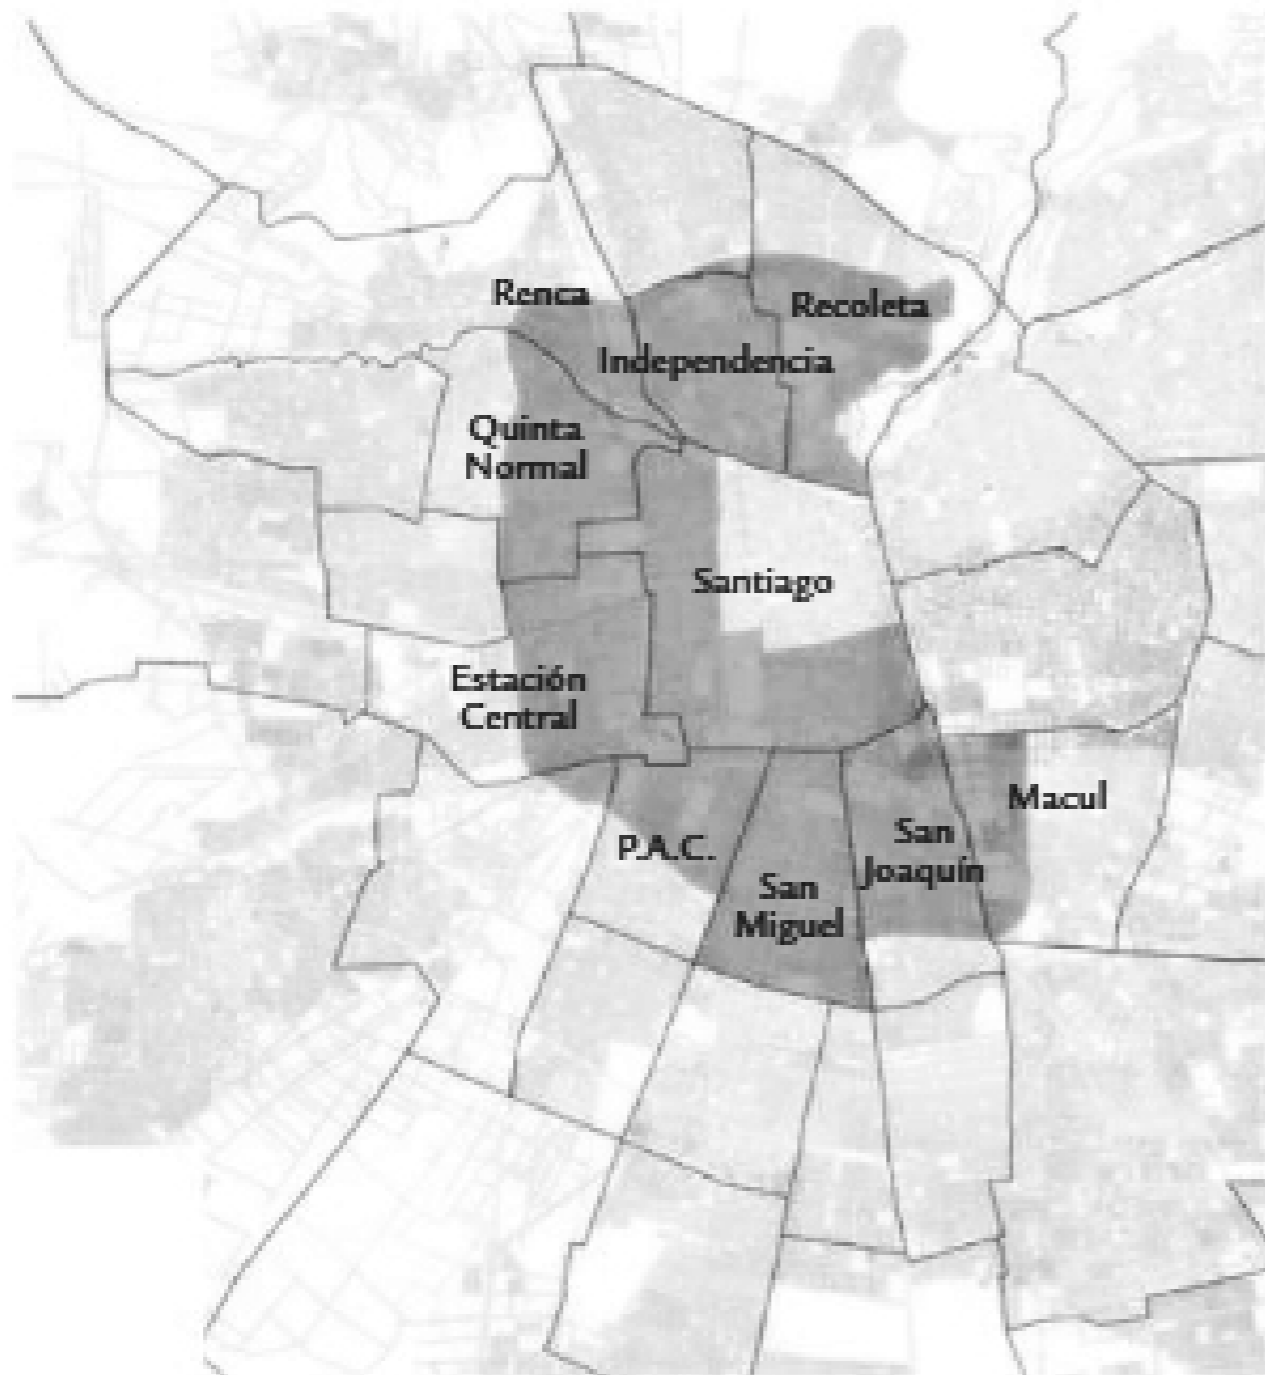 Renca
Recoleta
Independencia
Quinta
Normal
Santiago
Estación
Central
Macul
P.A.C.
San
Joaquín
San
Miguel